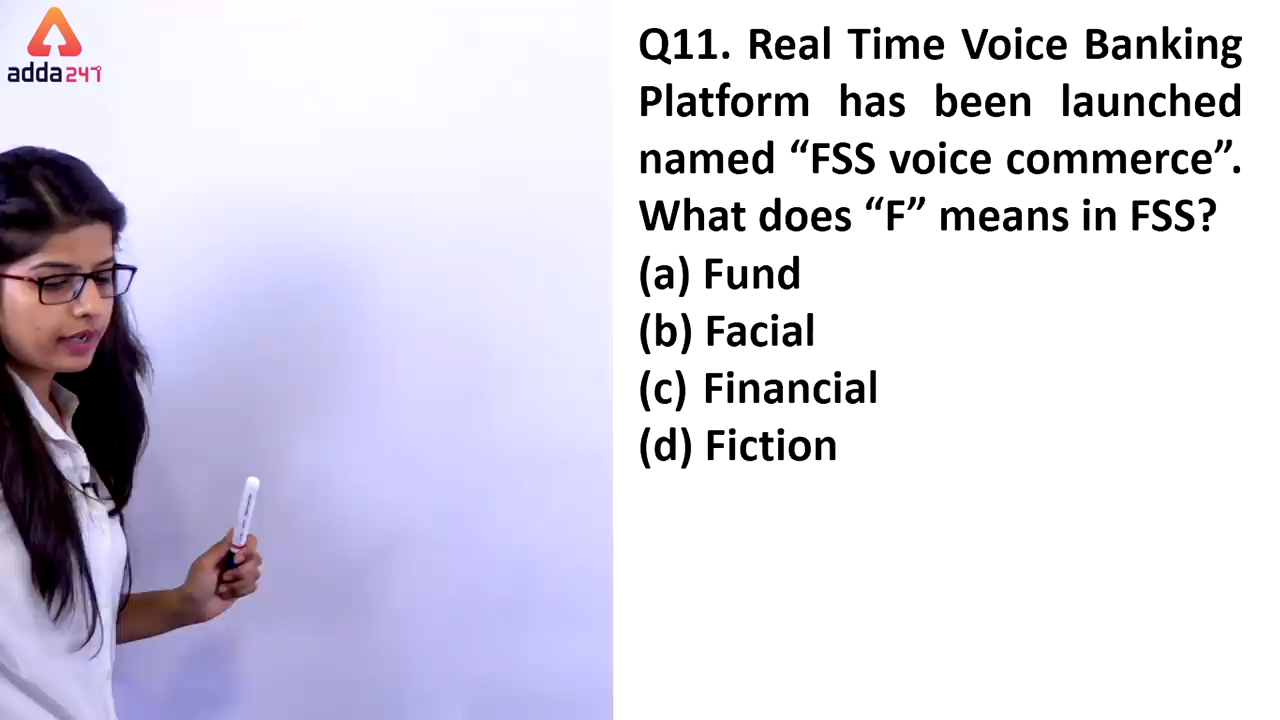 adda247
Q11. Real Time Voice Banking
Platform has been launched
named “FSS voice commerce”.
What does “F” means in FSS?
(a) Fund
(b) Facial
(c) Financial
(d) Fiction